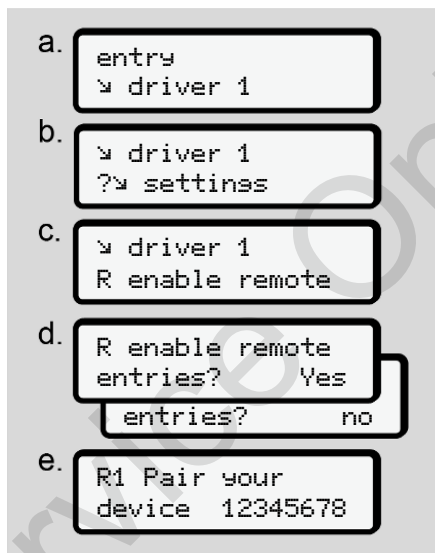 a.
entry
↘ driver 1
b.
↘ driver 1
?↘ settings
c.
↘ driver 1
R enable remote
d.
R enable remote
entries? Yes
entries? no
e.
R1 Pair your
device 12345678